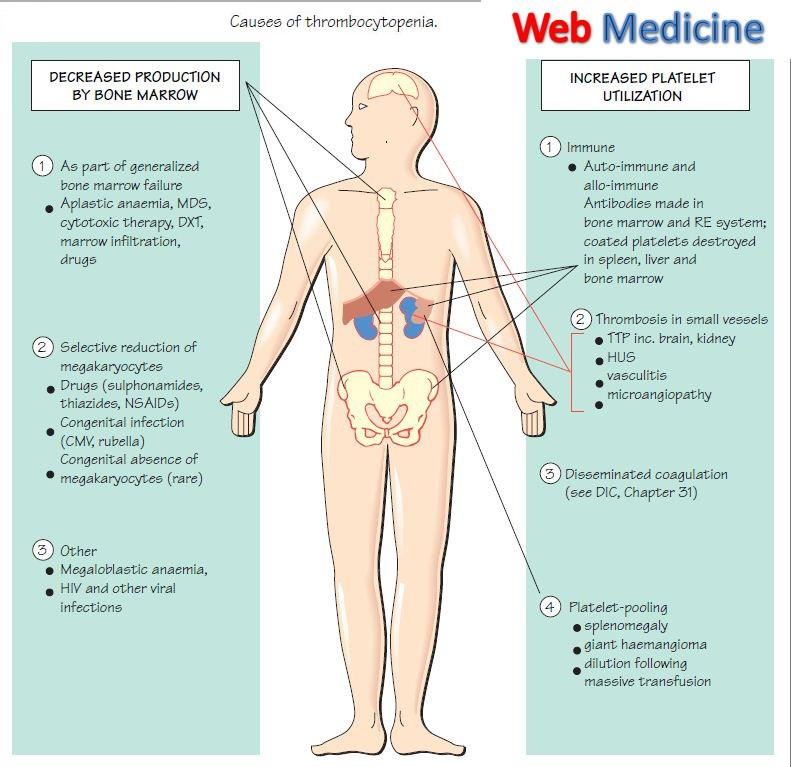 Causes of thrombocytopenia.
Web Medicine
DECREASED PRODUCTION
BY BONE MARROW
1 As part of generalized
bone marrow failure
● Aplastic anaemia, MDS,
cytotoxic therapy, DXT,
marrow infiltration,
drugs
2 Selective reduction of
megakaryocytes
● Drugs (sulphonamides,
thiazides, NSAIDs)
● Congenital infection
(CMV, rubella)
Congenital absence of
● megakaryocytes (rare)
3 Other
● Megaloblastic anaemia,
● HIV and other viral
infections
INCREASED PLATELET
UTILIZATION
1 Immune
● Auto-immune and
allo-immune
Antibodies made in
bone marrow and RE system;
coated platelets destroyed
in spleen, liver and
bone marrow
2 Thrombosis in small vessels
● TTP inc. brain, kidney
● HUS
● vasculitis
● microangiopathy
3 Disseminated coagulation
(see DIC, Chapter 31)
4 Platelet-pooling
● splenomegaly
● giant haemangioma
● dilution following
● massive transfusion